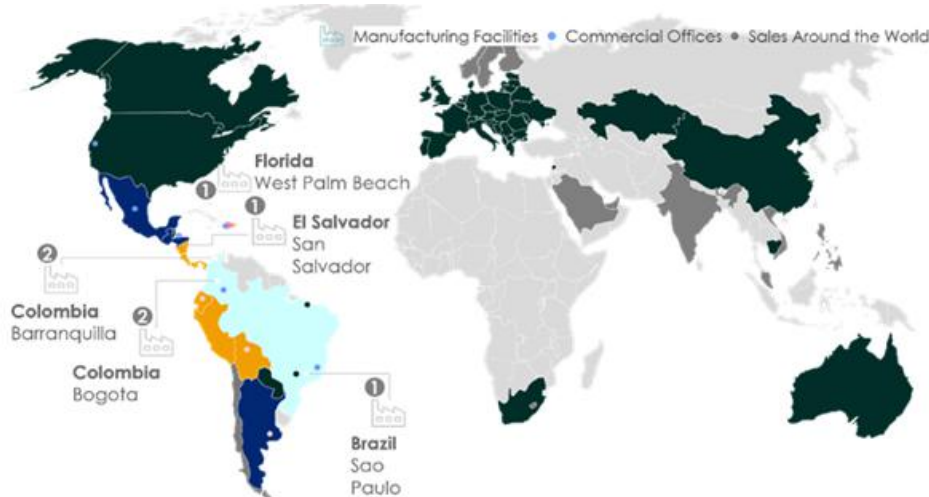 Manufacturing Facilities Commercial Offices Sales Around the World
1
Florida
West Palm Beach
1
El Salvador
San
Salvador
2
Colombia
Barranquilla
2
Colombia
Bogota
1
Brazil
Sao
Paulo